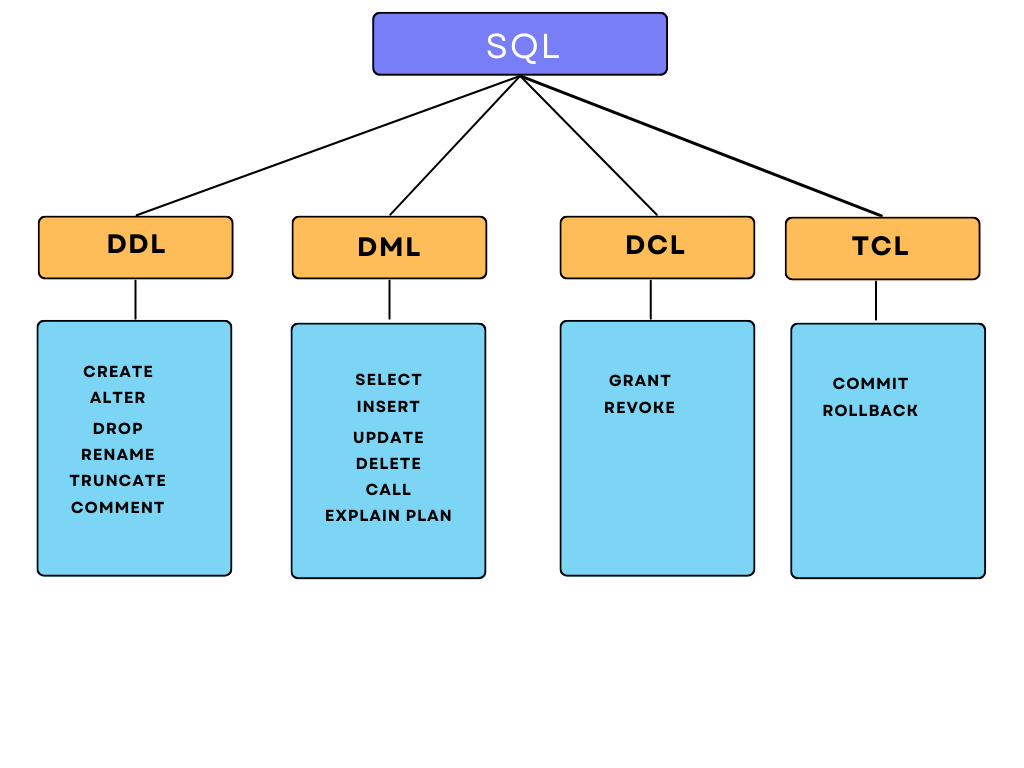 SQL
DDL
DML
DCL
TCL
CREATE
ALTER
DROP
RENAME
TRUNCATE
COMMENT
SELECT
INSERT
UPDATE
DELETE
CALL
EXPLAIN PLAN
GRANT
REVOKE
COMMIT
ROLLBACK